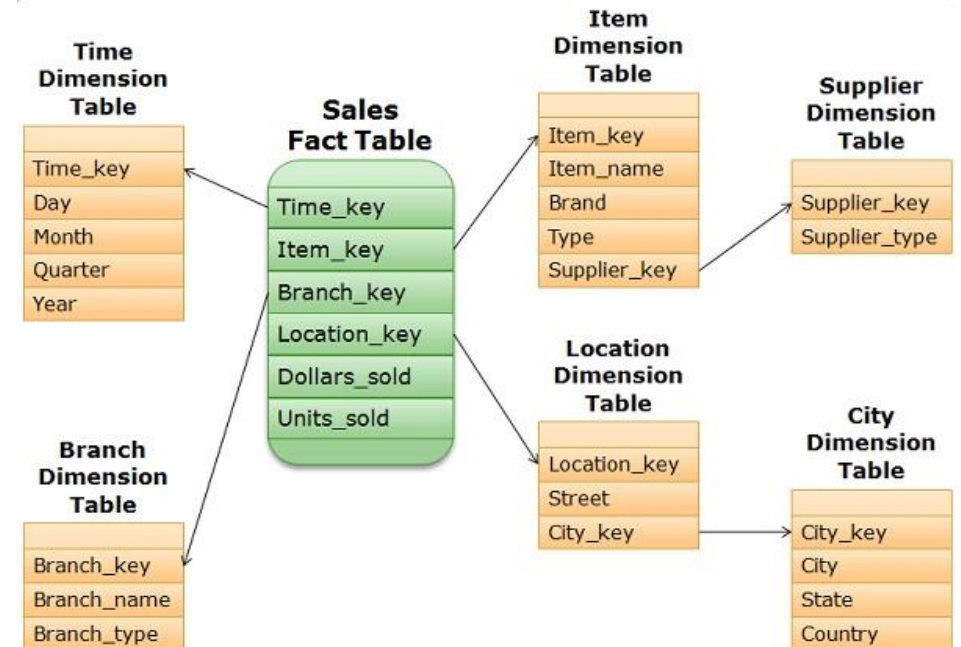 Time
Dimension
Table
Time_key
Day
Month
Quarter
Year
Sales
Fact Table
Time_key
Item_key
Branch_key
Location_key
Dollars_sold
Units_sold
Item
Dimension
Table
Item_key
Item_name
Brand
Type
Supplier_key
Supplier
Dimension
Table
Supplier_key
Supplier_type
Branch
Dimension
Table
Branch_key
Branch_name
Branch_type
Location
Dimension
Table
Location_key
Street
City_key
City
Dimension
Table
City_key
City
State
Country